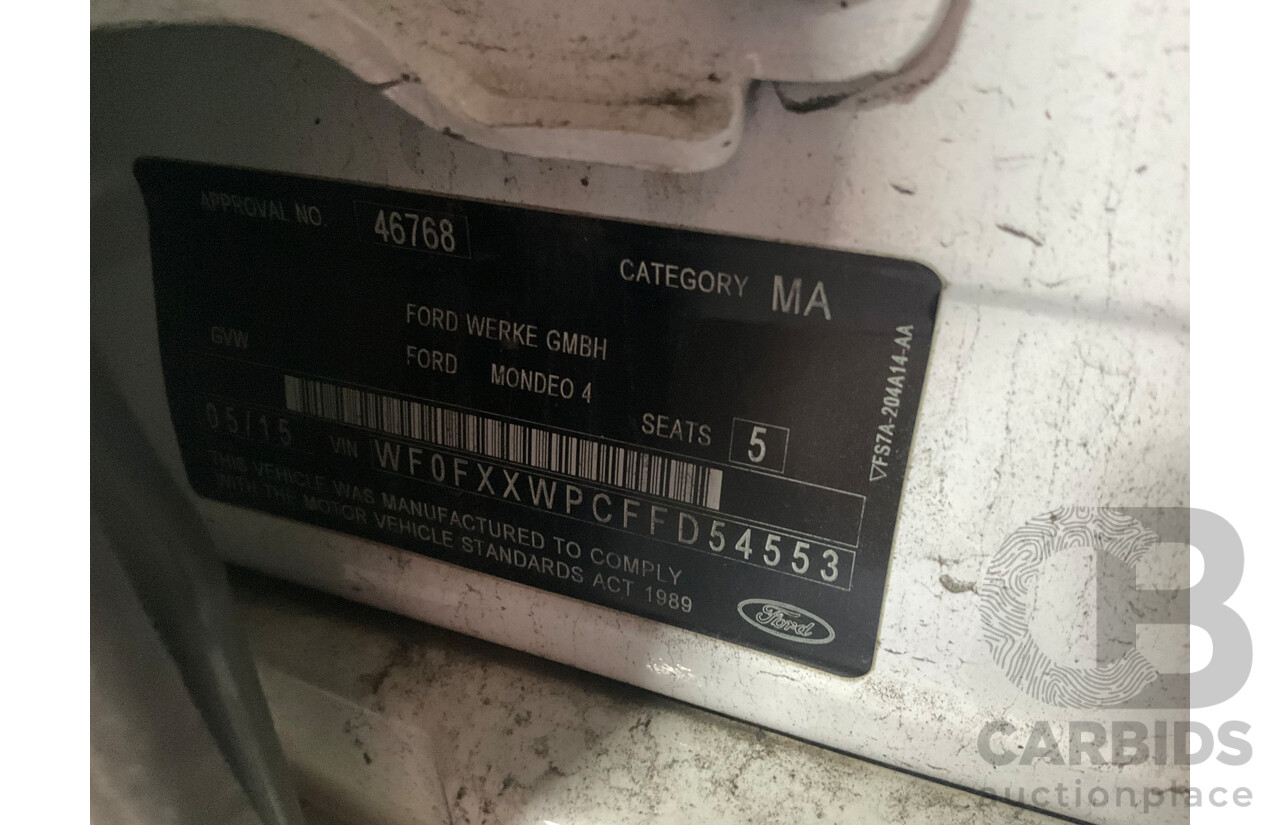 APPROVAL NO. 46768
CATEGORY MA
FORD WERKE GMBH
GVW
FORD MONDEO 4
SEATS 5
05/15 VIN WF0FXXWPCFFD54553
THIS VEHICLE WAS MANUFACTURED TO COMPLY
WITH THE MOTOR VEHICLE STANDARDS ACT 1989
Ford
▽FS7A-204A14-AA
CB
CARBIDS
auctionplace